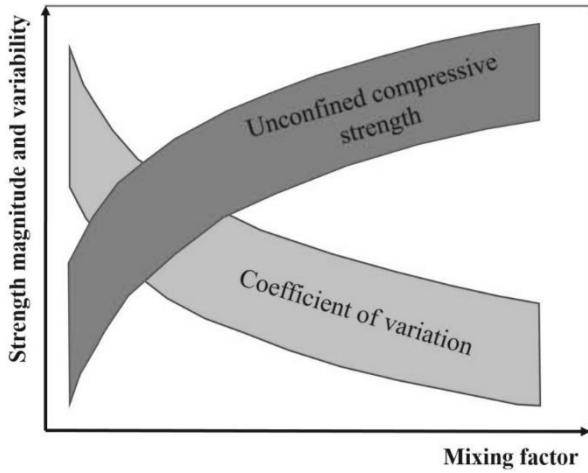 Strength magnitude and variability
Unconfined compressive
strength
Coefficient of variation
Mixing factor